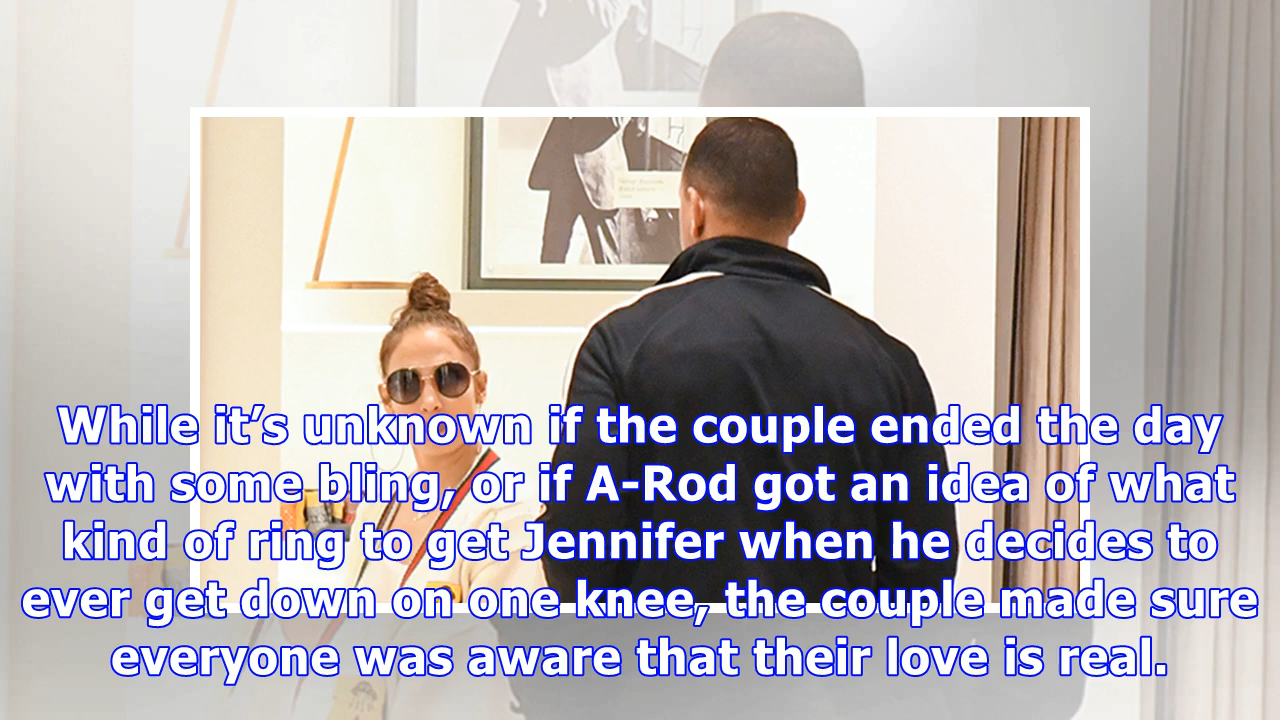 While it’s unknown if the couple ended the day
with some bling, or if A-Rod got an idea of what
kind of ring to get Jennifer when he decides to
ever get down on one knee, the couple made sure
everyone was aware that their love is real.